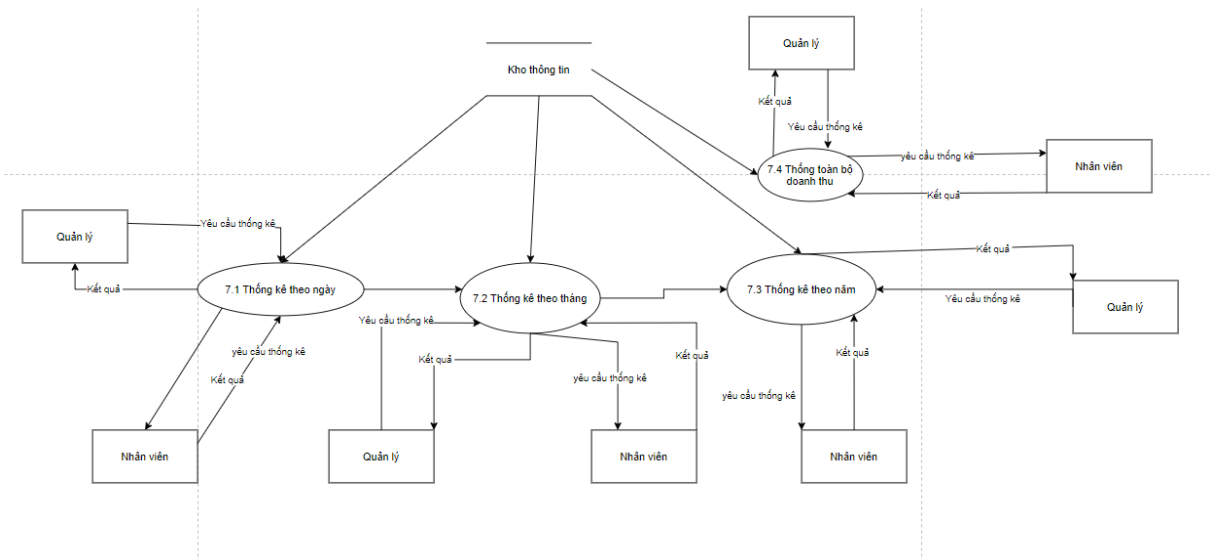 Quản lý
Kho thông tin
Kết quả
Yêu cầu thống kê
yêu cầu thống kê
7.4 Thống toàn bộ
doanh thu
Nhân viên
Kết quả
Quản lý
Yêu cầu thống kê
Kết quả
7.1 Thống kê theo ngày
7.2 Thống kê theo tháng
7.3 Thống kê theo năm
Kết quả
Yêu cầu thống kê
Quản lý
Yêu cầu thống kê
yêu cầu thống kê
Kết quả
Kết quả
Kết quả
Kết quả
yêu cầu thống kê
yêu cầu thống kê
Nhân viên
Quản lý
Nhân viên
Nhân viên